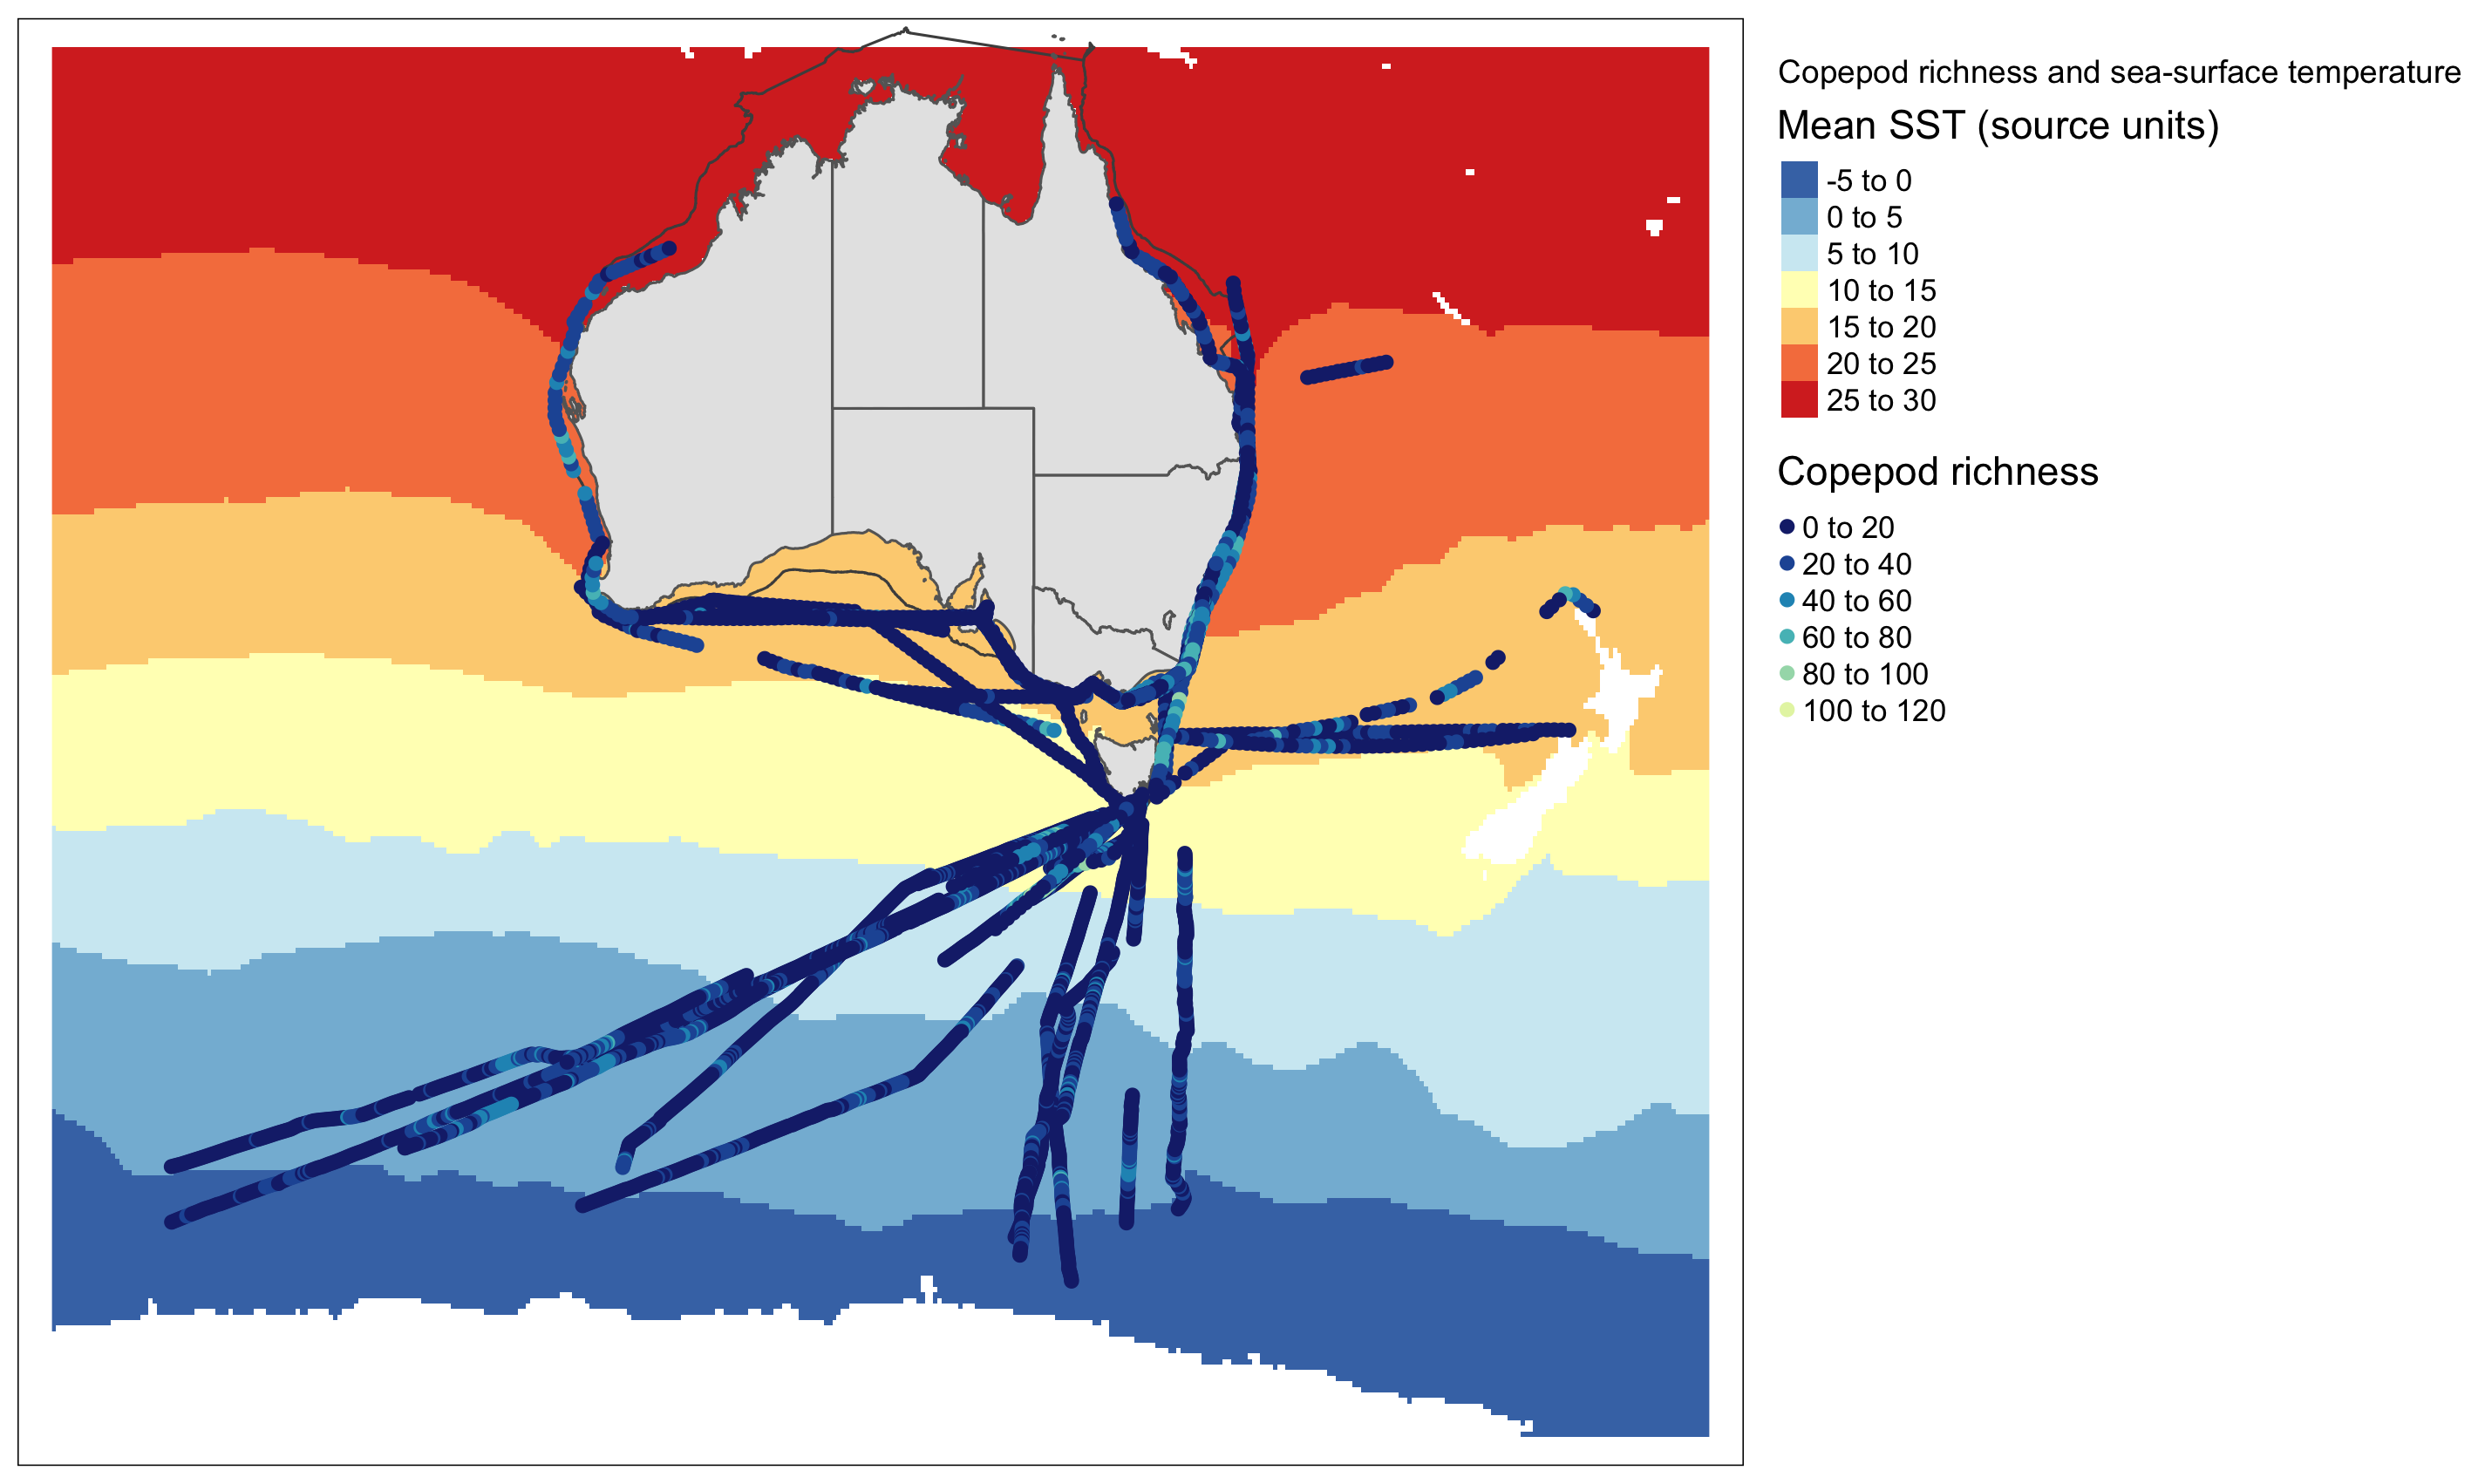 Copepod richness and sea-surface temperature
Mean SST (source units)
-5 to 0
0 to 5
5 to 10
10 to 15
15 to 20
20 to 25
25 to 30
Copepod richness
0 to 20
20 to 40
40 to 60
60 to 80
80 to 100
100 to 120